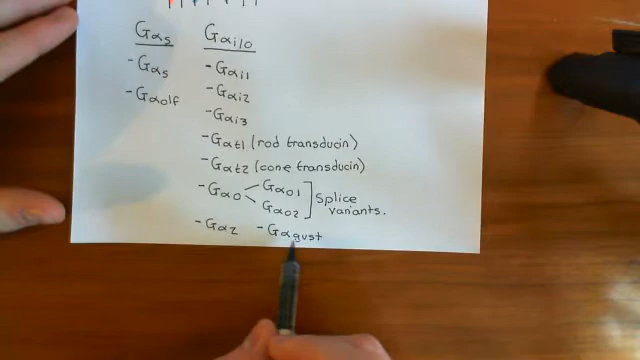 Gαs Gαi/o
- Gαs - Gαi1
- Gαolf - Gαi2
- Gαi3
- Gαt1 (rod transducin)
- Gαt2 (cone transducin)
- Gαo Gαo1 Splice
Gαo2 variants.
- Gαz - Gαgust